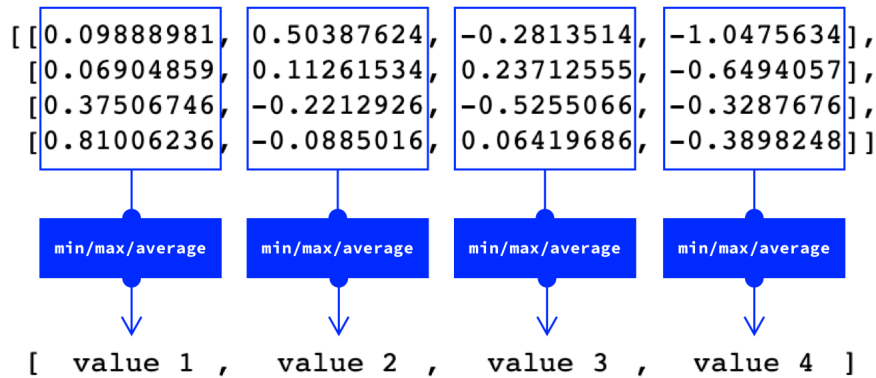 [[0.09888981, 0.50387624, -0.2813514, -1.0475634],
[0.06904859, 0.11261534, 0.23712555, -0.6494057],
[0.37506746, -0.2212926, -0.5255066, -0.3287676],
[0.81006236, -0.0885016, 0.06419686, -0.3898248]]
min/max/average min/max/average min/max/average min/max/average
[ value 1 , value 2 , value 3 , value 4 ]